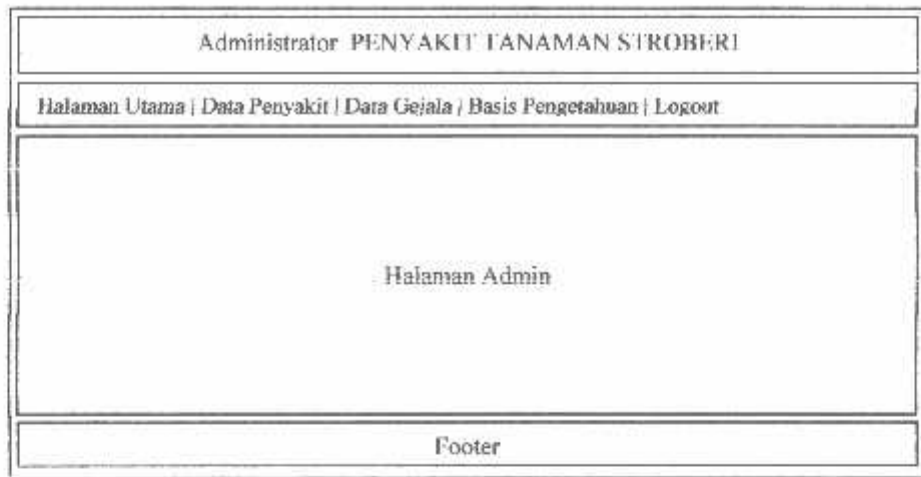 Administrator PENYAKIT TANAMAN STROBERI
Halaman Utama | Data Penyakit | Data Gejala | Basis Pengetahuan | Logout
Halaman Admin
Footer